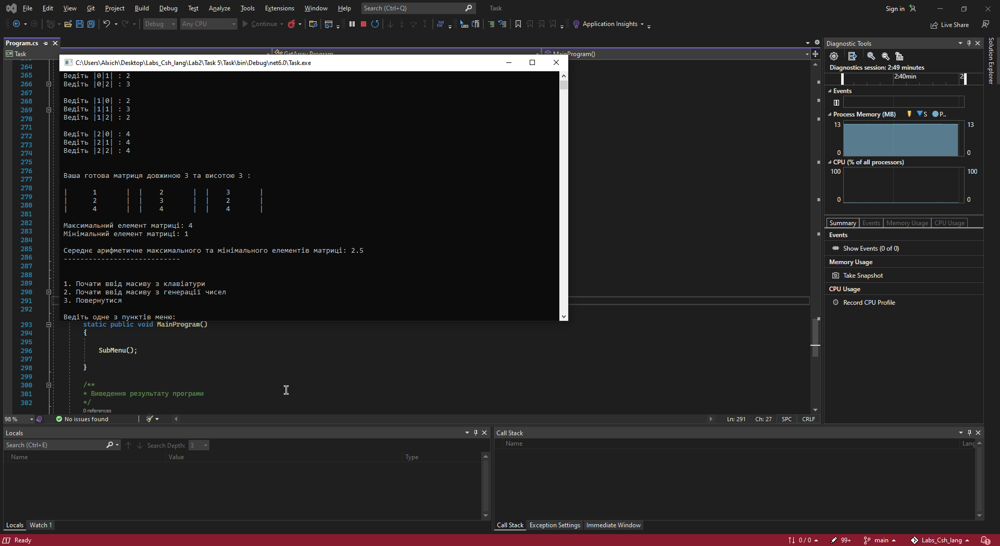 File Edit View Git Project Build Debug Test Analyze Tools Extensions Window Help Search (Ctrl+Q) Task Sign in
Debug Any CPU Continue Application Insights Live Share
Program.cs
Task GetArray.Program MainProgram()
C:\Users\Alxich\Desktop\Labs_Csh_lang\Lab2\Task 5\Task\bin\Debug\net6.0\Task.exe
Ведіть |0|1| : 2
Ведіть |0|2| : 3
Ведіть |1|0| : 2
Ведіть |1|1| : 3
Ведіть |1|2| : 2
Ведіть |2|0| : 4
Ведіть |2|1| : 4
Ведіть |2|2| : 4
Ваша готова матриця довжиною 3 та висотою 3 :
| 1 | | 2 | | 3 |
| 2 | | 3 | | 2 |
| 4 | | 4 | | 4 |
Максимальний елемент матриці: 4
Мінімальний елемент матриці: 1
Середнє арифметичне максимального та мінімального елементів матриці: 2.5
----------------------------
1. Почати ввід масиву з клавіатури
2. Почати ввід масиву з генерації чисел
3. Повернутися
Ведіть одне з пунктів меню:
264
265
266
267
268
269
270
271
272
273
274
275
276
277
278
279
280
281
282
283
284
285
286
287
288
289
290
291
292
293 static public void MainProgram()
294 {
295
296 SubMenu();
297
298 }
299
300 /**
301 * Виведення результату програми
302 */
0 references
98 % No issues found Ln: 291 Ch: 27 SPC CRLF
Diagnostic Tools
Diagnostics session: 2:49 minutes
2:40min
Events
Process Memory (MB) S P..
13 13
0 0
CPU (% of all processors)
100 100
0 0
Summary Events Memory Usage CPU Usage
Events
Show Events (0 of 0)
Memory Usage
Take Snapshot
CPU Usage
Record CPU Profile
Solution Explorer
Locals
Search (Ctrl+E) Search Depth: 3
Name Value Type
Locals Watch 1
Call Stack
Name Lang
Call Stack Exception Settings Immediate Window
Ready 0 / 0 99+ main Labs_Csh_lang 1